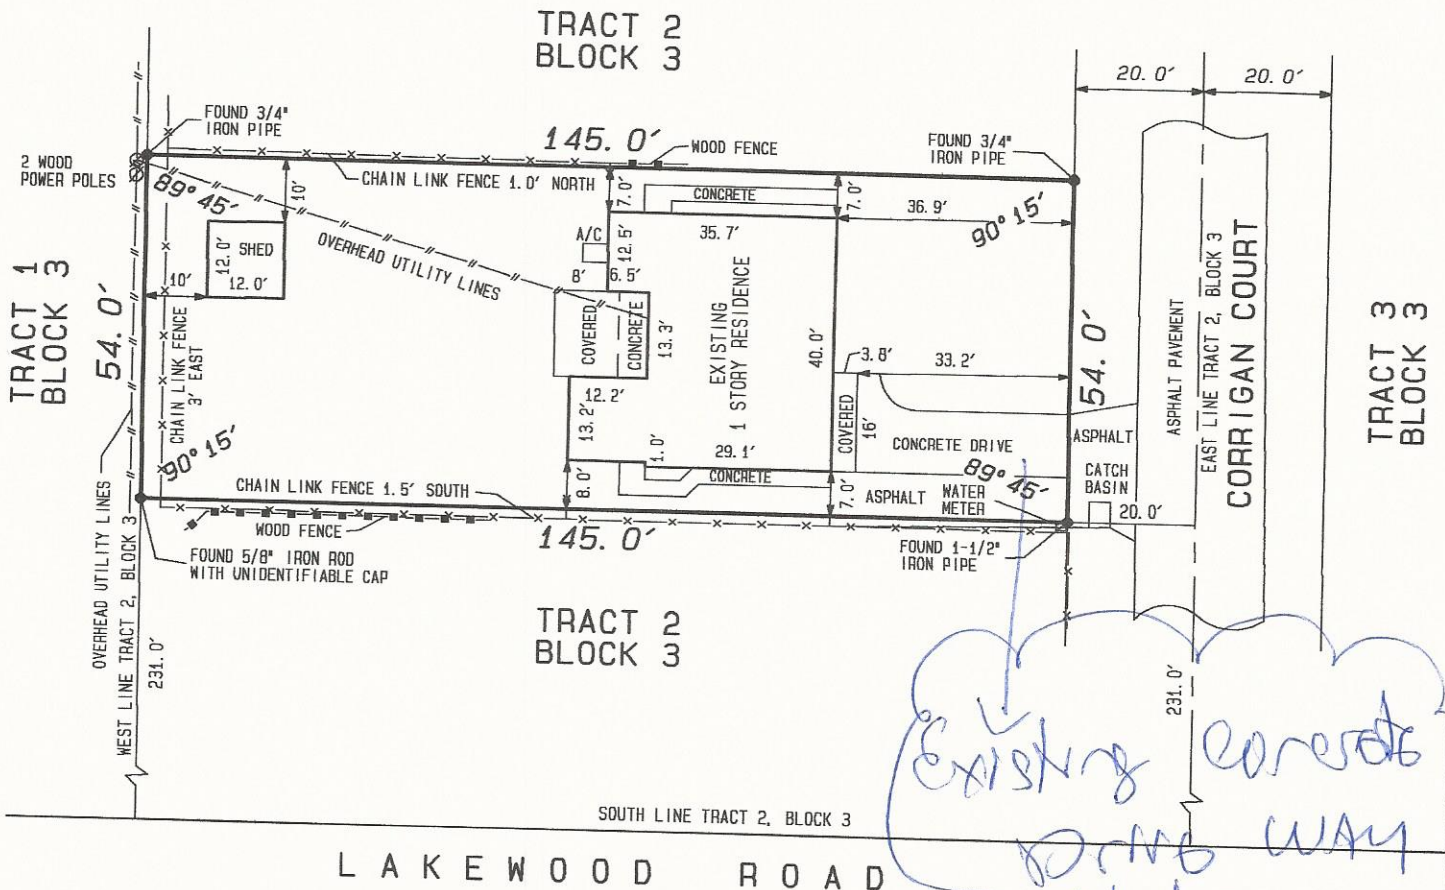 TRACT 2
BLOCK 3
20.0'
20.0'
FOUND 3/4"
IRON PIPE
145.0'
WOOD FENCE
FOUND 3/4"
IRON PIPE
2 WOOD
POWER POLES
CHAIN LINK FENCE 1.0' NORTH
89°45'
10'
7.0'
CONCRETE
7.0'
36.9'
90°15'
35.7'
A/C
12.5'
SHED
12.0'
12.0'
OVERHEAD UTILITY LINES
8'
6.5'
10'
TRACT 1
BLOCK 3
54.0'
CHAIN LINK FENCE
3' EAST
COVERED
CONCRETE
13.3'
EXISTING
1 STORY RESIDENCE
40.0'
3.8'
33.2'
54.0'
ASPHALT PAVEMENT
EAST LINE TRACT 2, BLOCK 3
CORRIGAN COURT
TRACT 3
BLOCK 3
12.2'
13.2'
1.0'
29.1'
COVERED
16'
CONCRETE DRIVE
ASPHALT
90°15'
89°45'
CHAIN LINK FENCE 1.5' SOUTH
8.0'
CONCRETE
7.0'
ASPHALT
WATER
METER
CATCH
BASIN
20.0'
WOOD FENCE
145.0'
FOUND 5/8" IRON ROD
WITH UNIDENTIFIABLE CAP
FOUND 1-1/2"
IRON PIPE
OVERHEAD UTILITY LINES
WEST LINE TRACT 2, BLOCK 3
231.0'
TRACT 2
BLOCK 3
231.0'
Existing concrete
Drive WAY
SOUTH LINE TRACT 2, BLOCK 3
LAKEWOOD ROAD